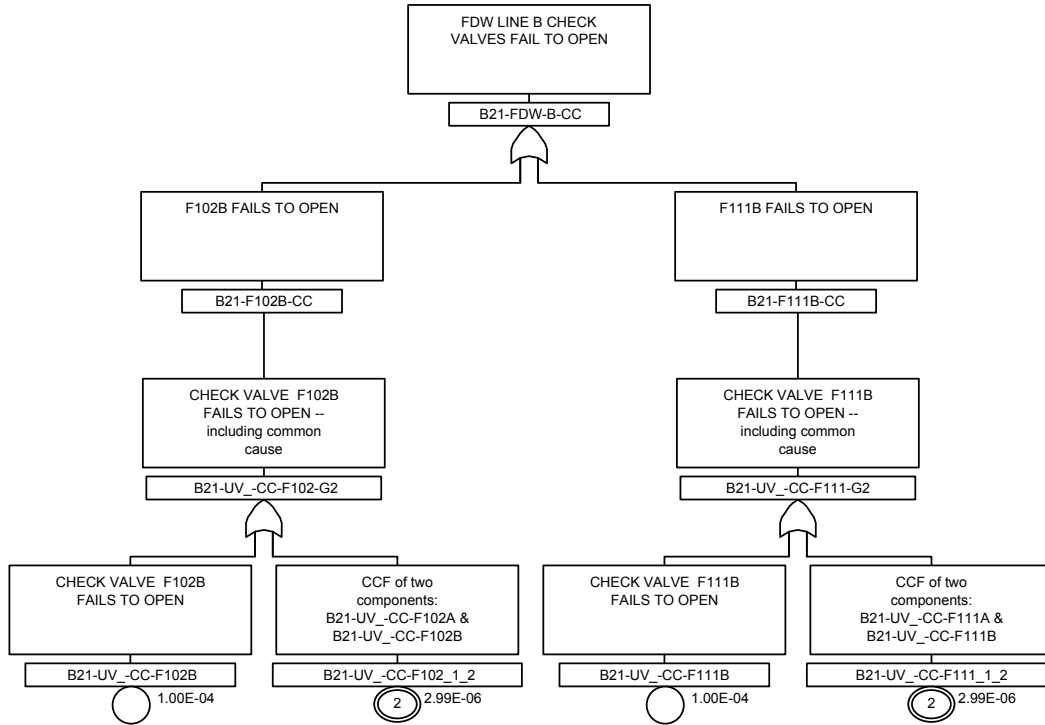 FDW LINE B CHECK
VALVES FAIL TO OPEN
B21-FDW-B-CC
F102B FAILS TO OPEN
B21-F102B-CC
F111B FAILS TO OPEN
B21-F111B-CC
CHECK VALVE  F102B
FAILS TO OPEN --
including common
cause
B21-UV_-CC-F102-G2
CHECK VALVE  F111B
FAILS TO OPEN --
including common
cause
B21-UV_-CC-F111-G2
CHECK VALVE  F102B
FAILS TO OPEN
B21-UV_-CC-F102B
1.00E-04
CCF of two
components:
B21-UV_-CC-F102A &
B21-UV_-CC-F102B
B21-UV_-CC-F102_1_2
2
2.99E-06
CHECK VALVE  F111B
FAILS TO OPEN
B21-UV_-CC-F111B
1.00E-04
CCF of two
components:
B21-UV_-CC-F111A &
B21-UV_-CC-F111B
B21-UV_-CC-F111_1_2
2
2.99E-06